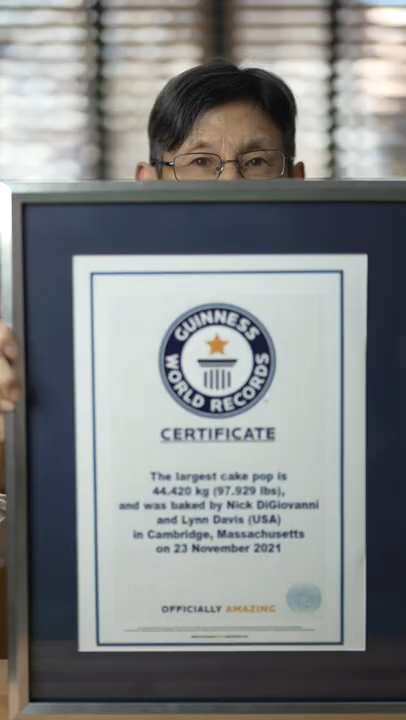 GUINNESS
WORLD RECORDS
CERTIFICATE
The largest cake pop is
44.420 kg (97.929 lbs),
and was baked by Nick DiGiovanni
and Lynn Davis (USA)
in Cambridge, Massachusetts
on 23 November 2021
OFFICIALLY AMAZING